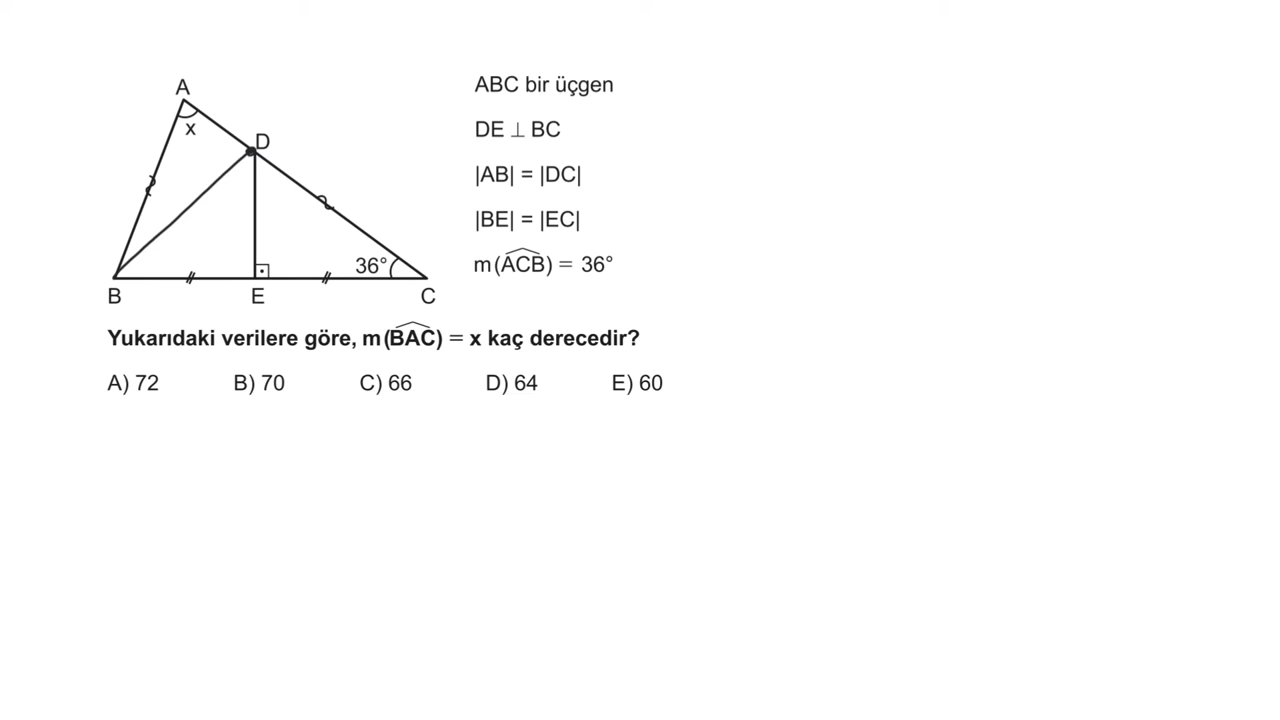 A
x
D
36°
B E C
ABC bir üçgen
DE ⊥ BC
|AB| = |DC|
|BE| = |EC|
m(ACB) = 36°
Yukarıdaki verilere göre, m(BAC) = x kaç derecedir?
A) 72 B) 70 C) 66 D) 64 E) 60